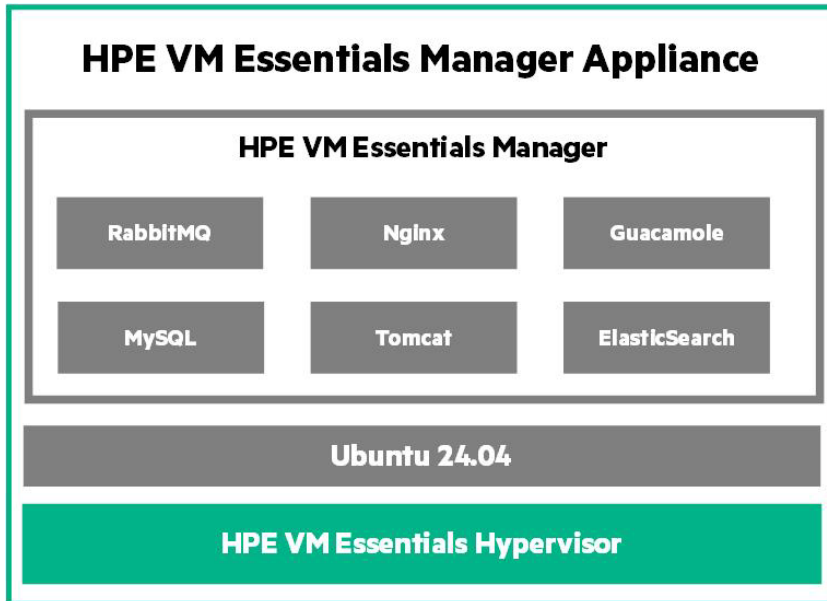 HPE VM Essentials Manager Appliance
HPE VM Essentials Manager
RabbitMQ
Nginx
Guacamole
MySQL
Tomcat
ElasticSearch
Ubuntu 24.04
HPE VM Essentials Hypervisor